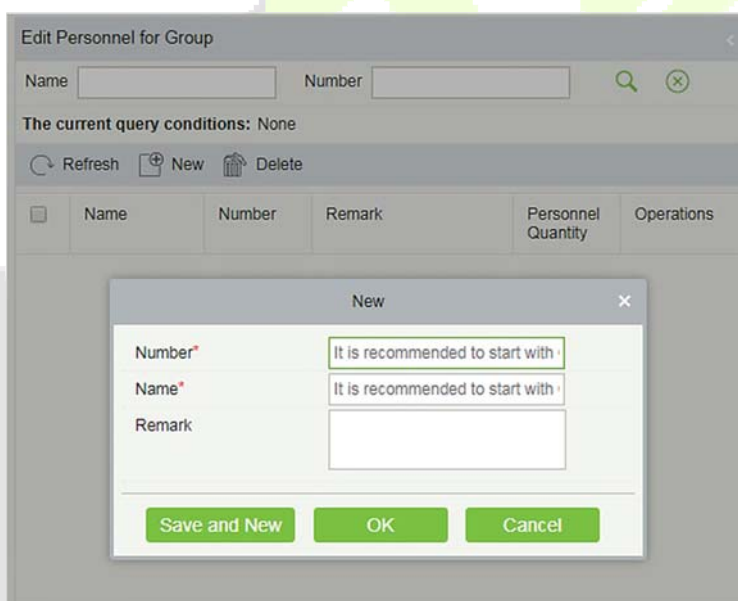 Edit Personnel for Group
Name Number
The current query conditions: None
Refresh New Delete
Name Number Remark Personnel Quantity Operations
New
Number* It is recommended to start with
Name* It is recommended to start with
Remark
Save and New OK Cancel